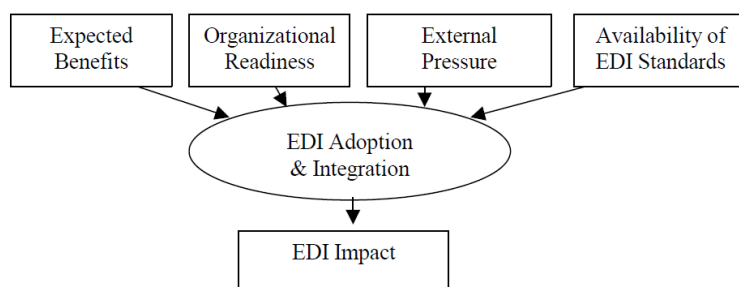 Expected
Benefits
Organizational
Readiness
External
Pressure
Availability of
EDI Standards
EDI Adoption
& Integration
EDI Impact